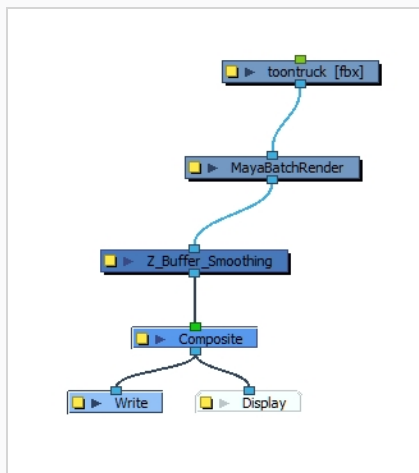 toontruck [fbx]
MayaBatchRender
Z_Buffer_Smoothing
Composite
Write
Display